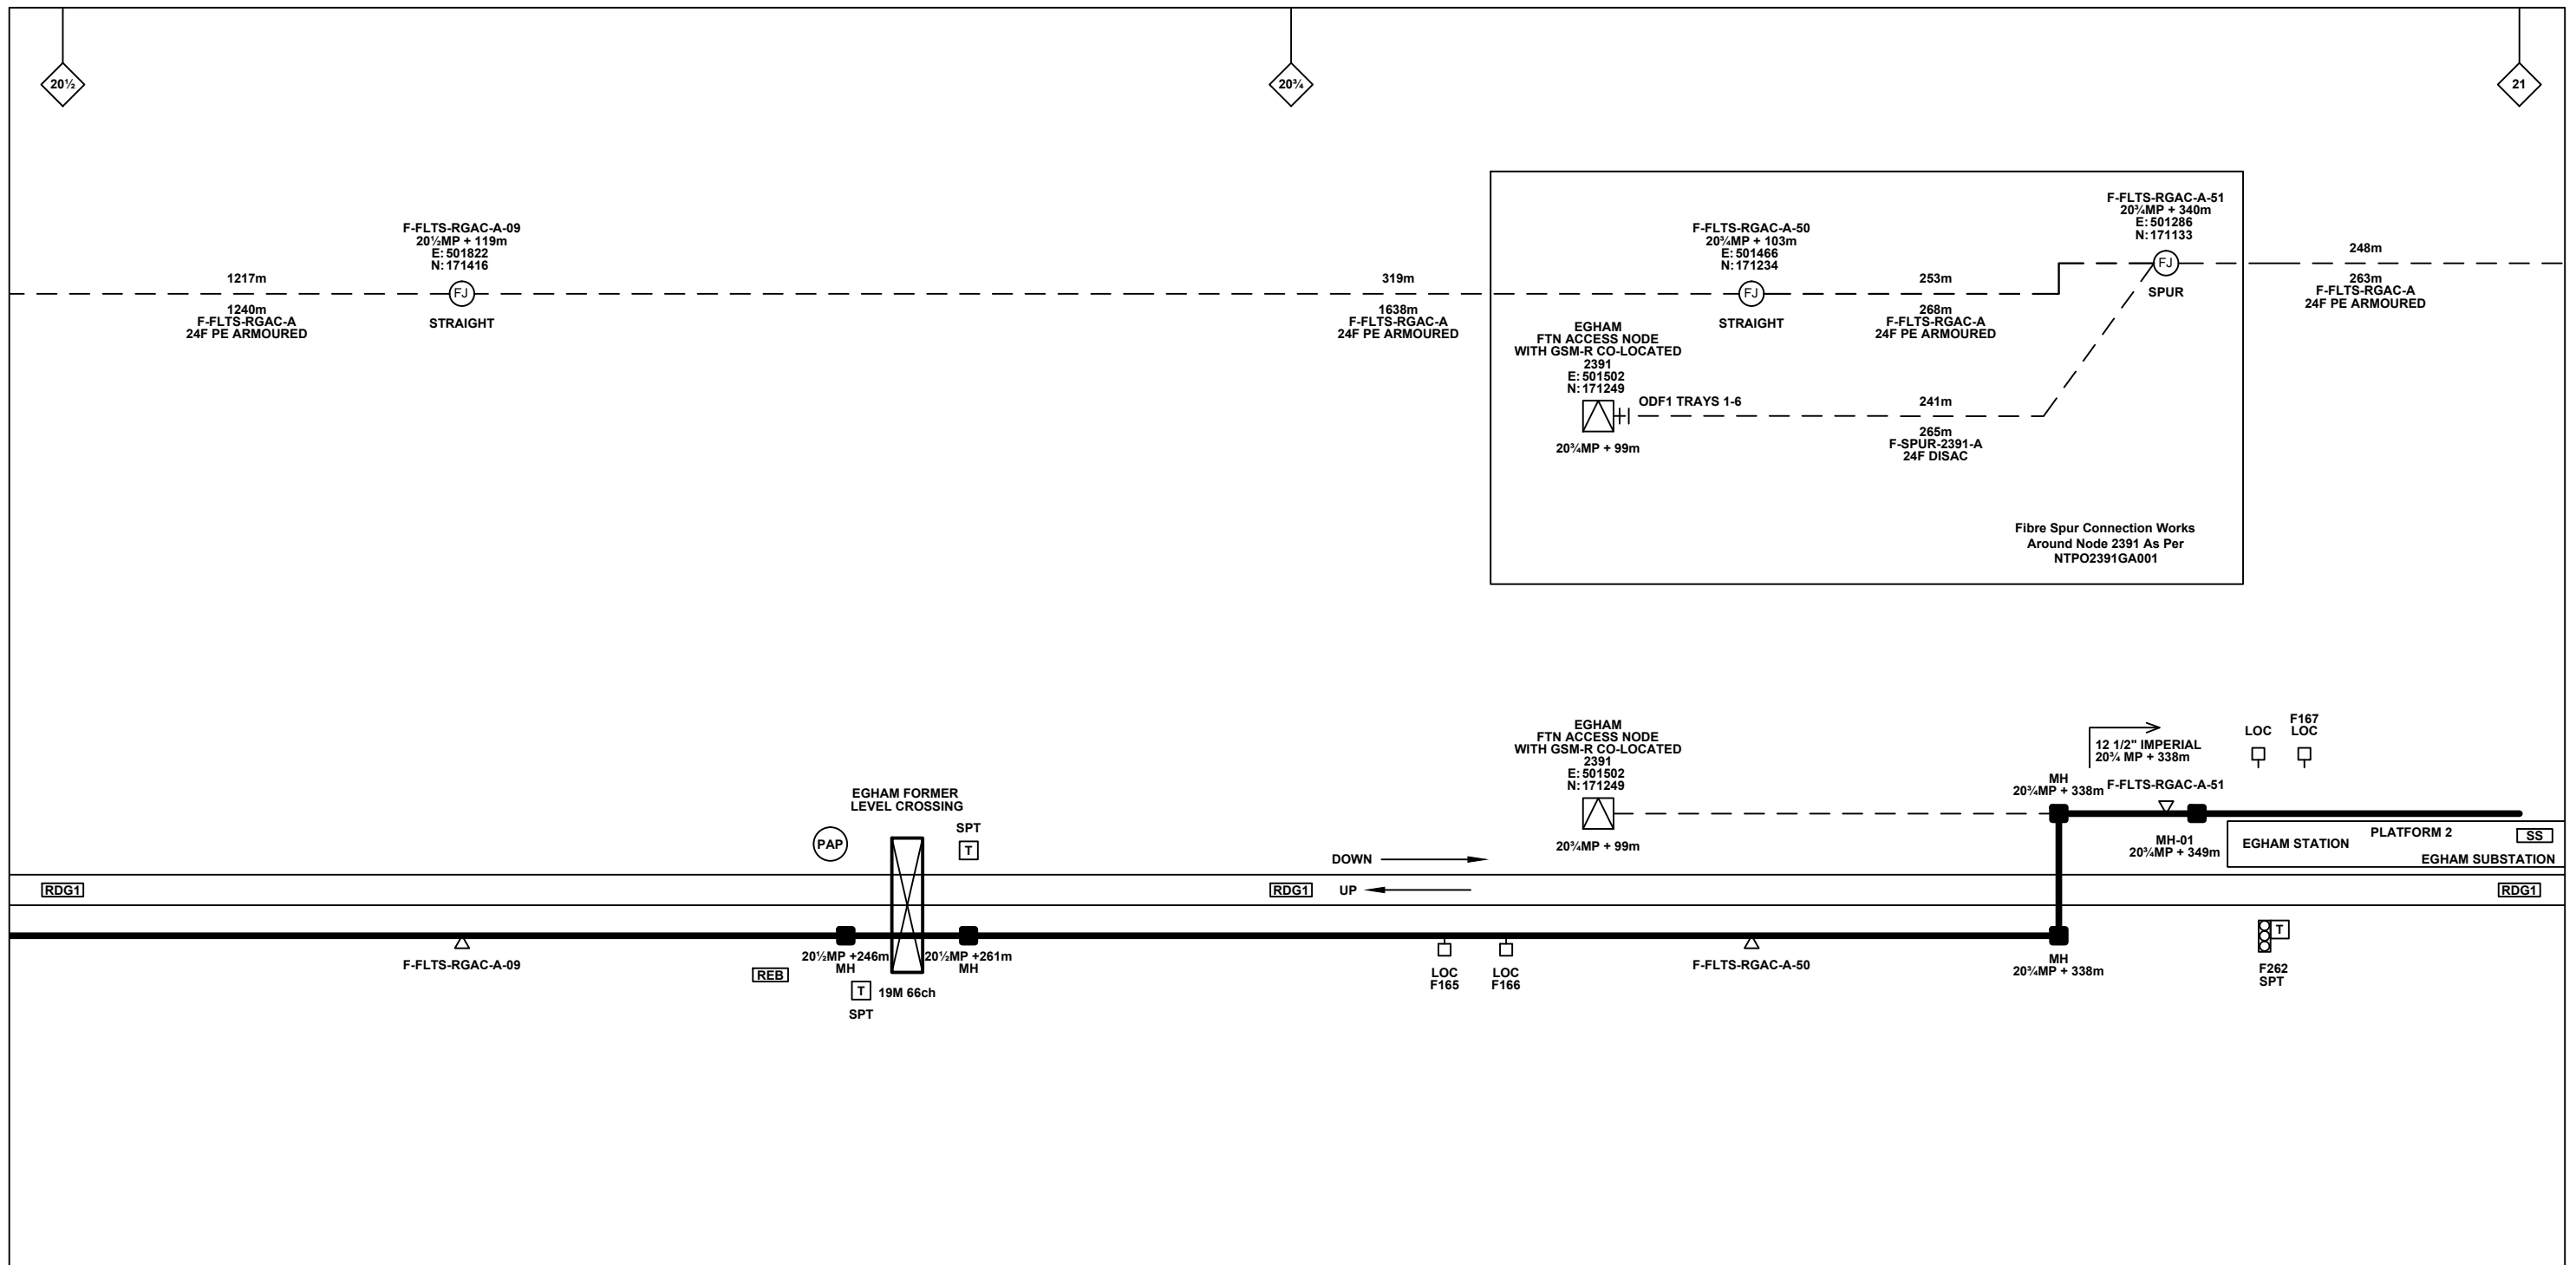 20½
20¾
21
F-FLTS-RGAC-A-09
20½MP + 119m
E: 501822
N: 171416
1217m
FJ
1240m
F-FLTS-RGAC-A
24F PE ARMOURED
STRAIGHT
319m
1638m
F-FLTS-RGAC-A
24F PE ARMOURED
F-FLTS-RGAC-A-50
20¾MP + 103m
E: 501466
N: 171234
FJ
STRAIGHT
253m
268m
F-FLTS-RGAC-A
24F PE ARMOURED
F-FLTS-RGAC-A-51
20¾MP + 340m
E: 501286
N: 171133
FJ
SPUR
248m
263m
F-FLTS-RGAC-A
24F PE ARMOURED
EGHAM
FTN ACCESS NODE
WITH GSM-R CO-LOCATED
2391
E: 501502
N: 171249
ODF1 TRAYS 1-6
20¾MP + 99m
241m
265m
F-SPUR-2391-A
24F DISAC
Fibre Spur Connection Works
Around Node 2391 As Per
NTPO2391GA001
EGHAM
FTN ACCESS NODE
WITH GSM-R CO-LOCATED
2391
E: 501502
N: 171249
20¾MP + 99m
12 1/2" IMPERIAL
20¾ MP + 338m
LOC
F167
LOC
MH
20¾MP + 338m
F-FLTS-RGAC-A-51
EGHAM FORMER
LEVEL CROSSING
PAP
SPT
T
MH-01
20¾MP + 349m
EGHAM STATION
PLATFORM 2
SS
EGHAM SUBSTATION
DOWN
RDG1
RDG1
UP
RDG1
F-FLTS-RGAC-A-09
REB
20½MP +246m
MH
20½MP +261m
MH
T
19M 66ch
SPT
LOC
F165
LOC
F166
F-FLTS-RGAC-A-50
MH
20¾MP + 338m
T
F262
SPT